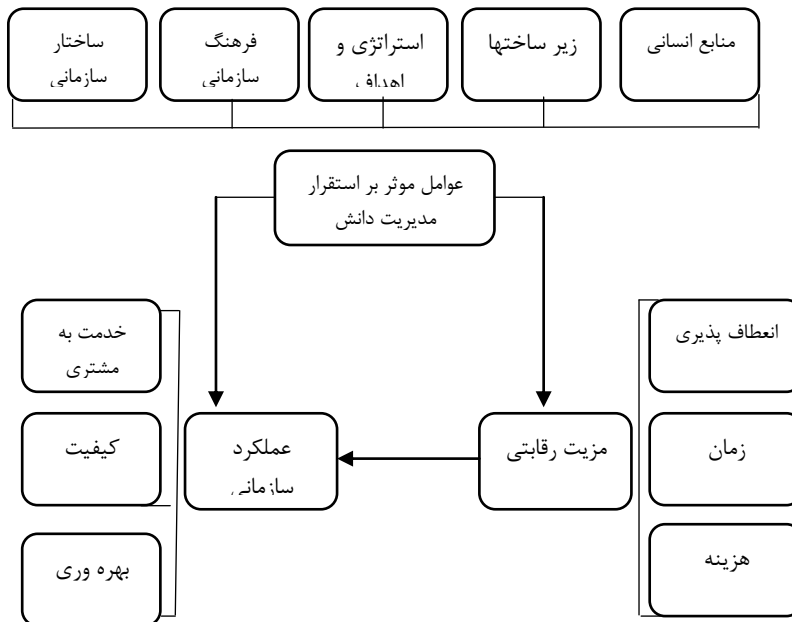 منابع انسانی
زیر ساختها
استراتژی و
اهداف
فرهنگ
سازمانی
ساختار
سازمانی
عوامل موثر بر استقرار
مدیریت دانش
انعطاف پذیری
زمان
هزینه
مزیت رقابتی
عملکرد
سازمانی
خدمت به
مشتری
کیفیت
بهره وری